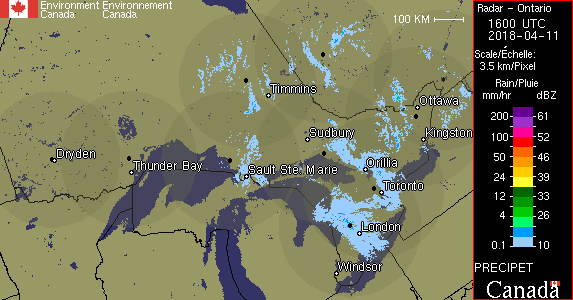 Environment Environnement
Canada Canada
100 KM
Timmins
Ottawa
Sudbury
Kingston
Dryden
Thunder Bay
Orillia
Sault Ste. Marie
Toronto
London
Windsor
Radar - Ontario
1600 UTC
2018-04-11
Scale/Échelle:
3.5 km/Pixel
Rain/Pluie
mm/hr dBZ
200 61
100 52
50 46
24 39
12 33
4 26
0.1 10
PRECIPET
Canada